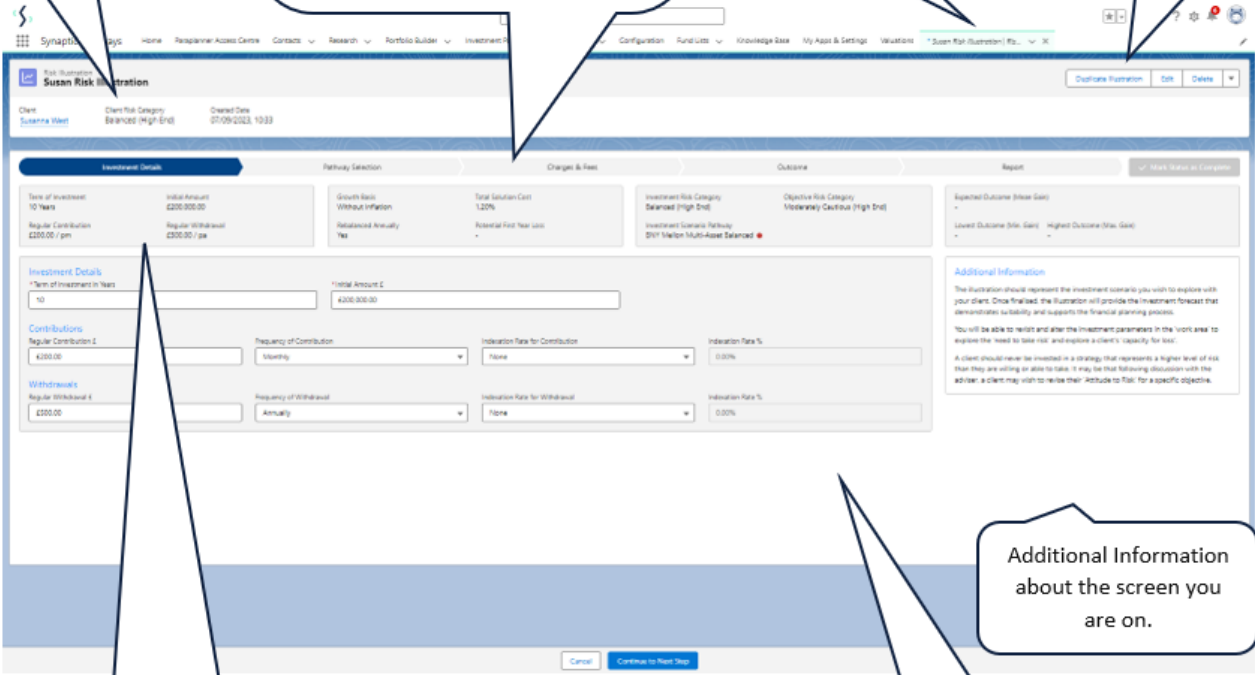 Synaptic ays Home Paraplanner Access Centre Contacts Research Portfolio Builder Investment P Configuration Fund Lists Knowledge Base My Apps & Settings Valuations * Susan Risk Illustration | Ris...
Risk Illustration
Susan Risk Illustration
Duplicate Illustration Edit Delete
Client Client Risk Category Created Date
Susanna West Balanced (High End) 07/09/2023, 10:33
Investment Details Pathway Selection Charges & Fees Outcome Report Mark Status as Complete
Term of Investment Initial Amount Growth Basis Total Solution Cost Investment Risk Category Objective Risk Category Expected Outcome (Mean Gain)
10 Years £200,000.00 Without Inflation 1.20% Balanced (High End) Moderately Cautious (High End) -
Regular Contribution Regular Withdrawal Rebalanced Annually Potential First Year Loss Investment Scenario Pathway Lowest Outcome (Min. Gain) Highest Outcome (Max. Gain)
£200.00 / pm £500.00 / pa Yes - BNY Mellon Multi-Asset Balanced - -
Investment Details
*Term of Investment in Years *Initial Amount £
10 £200,000.00
Contributions
Regular Contribution £ Frequency of Contribution Indexation Rate for Contribution Indexation Rate %
£200.00 Monthly None 0.00%
Withdrawals
Regular Withdrawal £ Frequency of Withdrawal Indexation Rate for Withdrawal Indexation Rate %
£500.00 Annually None 0.00%
Additional Information
The illustration should represent the investment scenario you wish to explore with
your client. Once finalised, the illustration will provide the investment forecast that
demonstrates suitability and supports the financial planning process.
You will be able to revisit and alter the investment parameters in the 'work area' to
explore the 'need to take risk' and explore a client's 'capacity for loss'.
A client should never be invested in a strategy that represents a higher level of risk
than they are willing or able to take. It may be that following discussion with the
adviser, a client may wish to revise their 'Attitude to Risk' for a specific objective.
Additional Information
about the screen you
are on.
Cancel Continue to Next Step